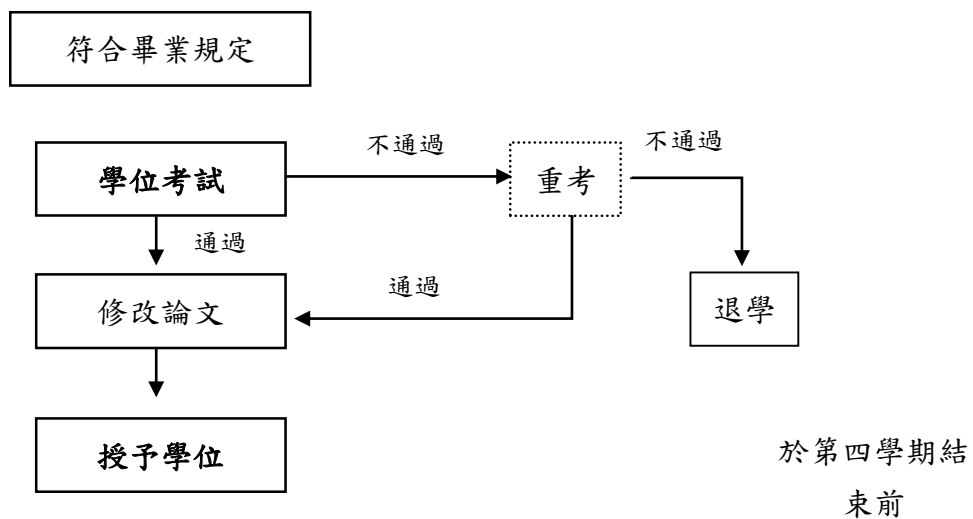 符合畢業規定
不通過
不通過
學位考試
重考
通過
通過
修改論文
退學
授予學位
於第四學期結
束前